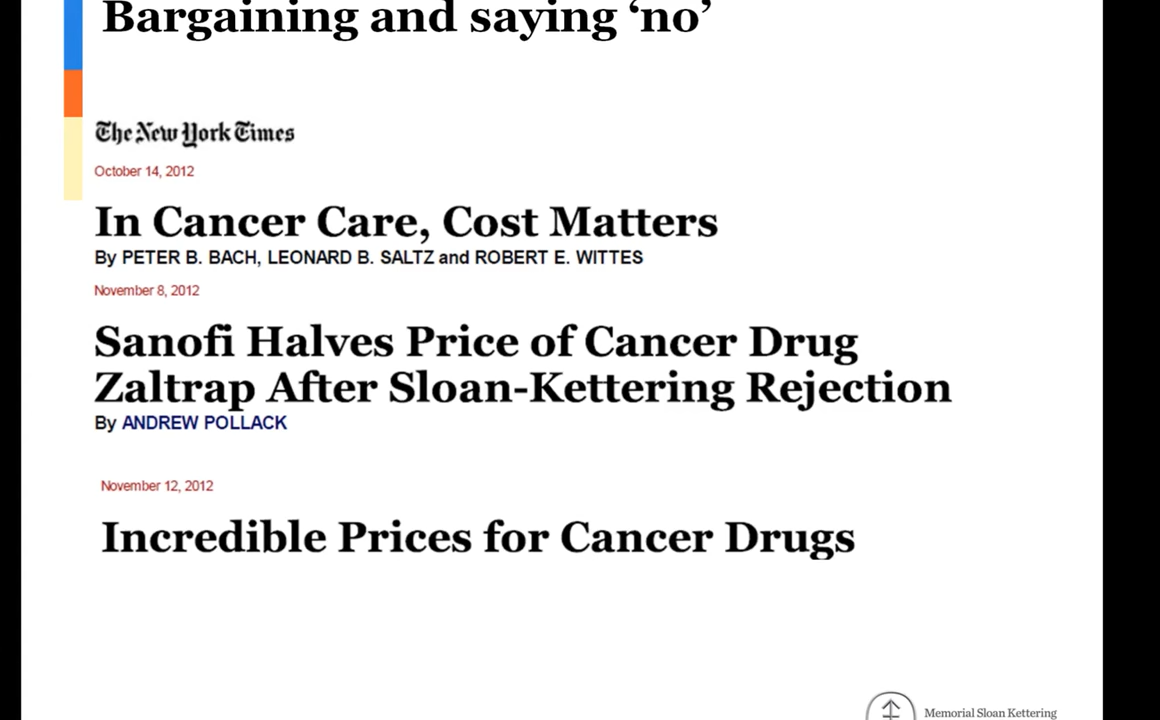 Bargaining and saying ‘no’
The New York Times
October 14, 2012
In Cancer Care, Cost Matters
By PETER B. BACH, LEONARD B. SALTZ and ROBERT E. WITTES
November 8, 2012
Sanofi Halves Price of Cancer Drug
Zaltrap After Sloan-Kettering Rejection
By ANDREW POLLACK
November 12, 2012
Incredible Prices for Cancer Drugs
Memorial Sloan Kettering